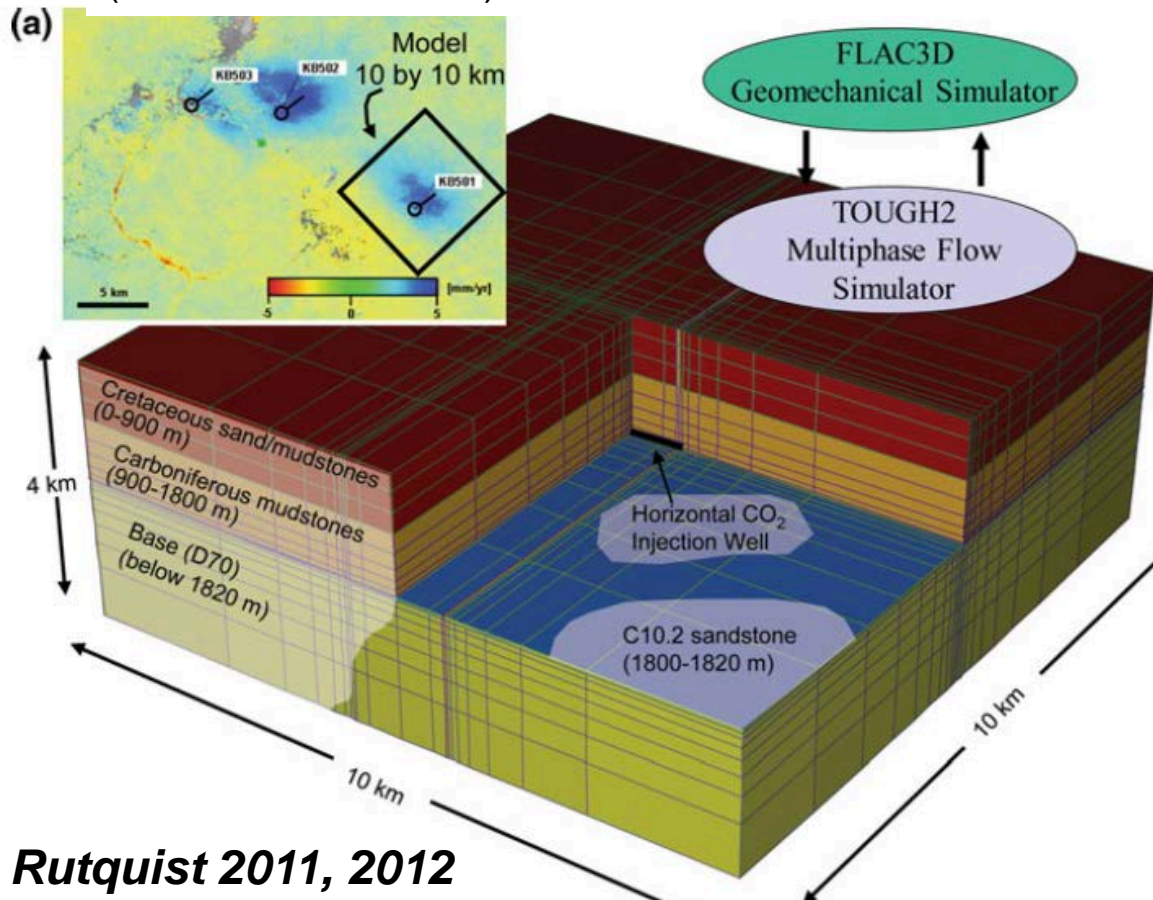 (a)
KB503
KB502
Model
10 by 10 km
KB501
5 km
-5
0
5
[mm/yr]
FLAC3D
Geomechanical Simulator
TOUGH2
Multiphase Flow
Simulator
Cretaceous sand/mudstones
(0-900 m)
Carboniferous mudstones
(900-1800 m)
Base (D70)
(below 1820 m)
4 km
Horizontal CO₂
Injection Well
C10.2 sandstone
(1800-1820 m)
10 km
10 km
Rutquist 2011, 2012